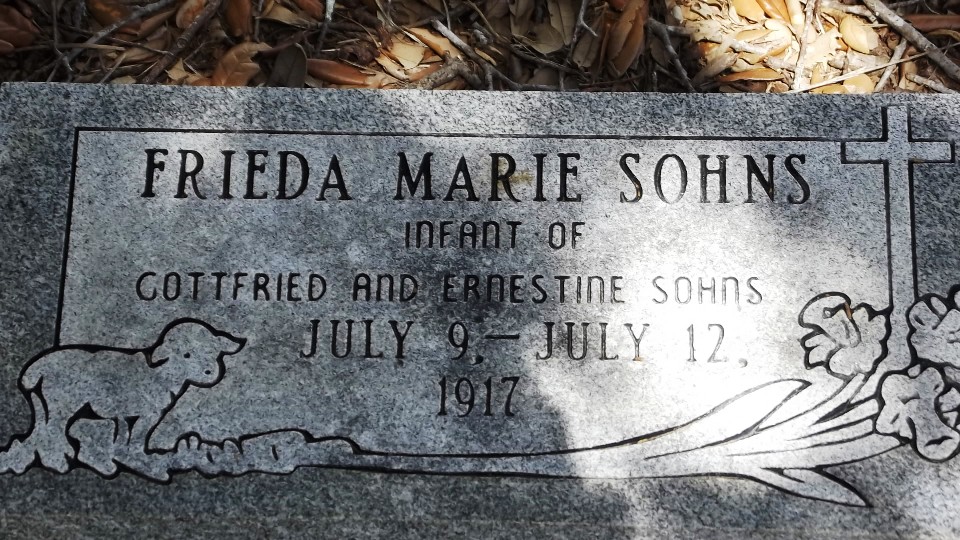 FRIEDA MARIE SOHNS
INFANT OF
GOTTFRIED AND ERNESTINE SOHNS
JULY 9,– JULY 12,
1917